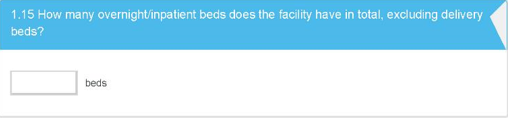 1.15 How many overnight/inpatient beds does the facility have in total, excluding delivery
beds?
beds